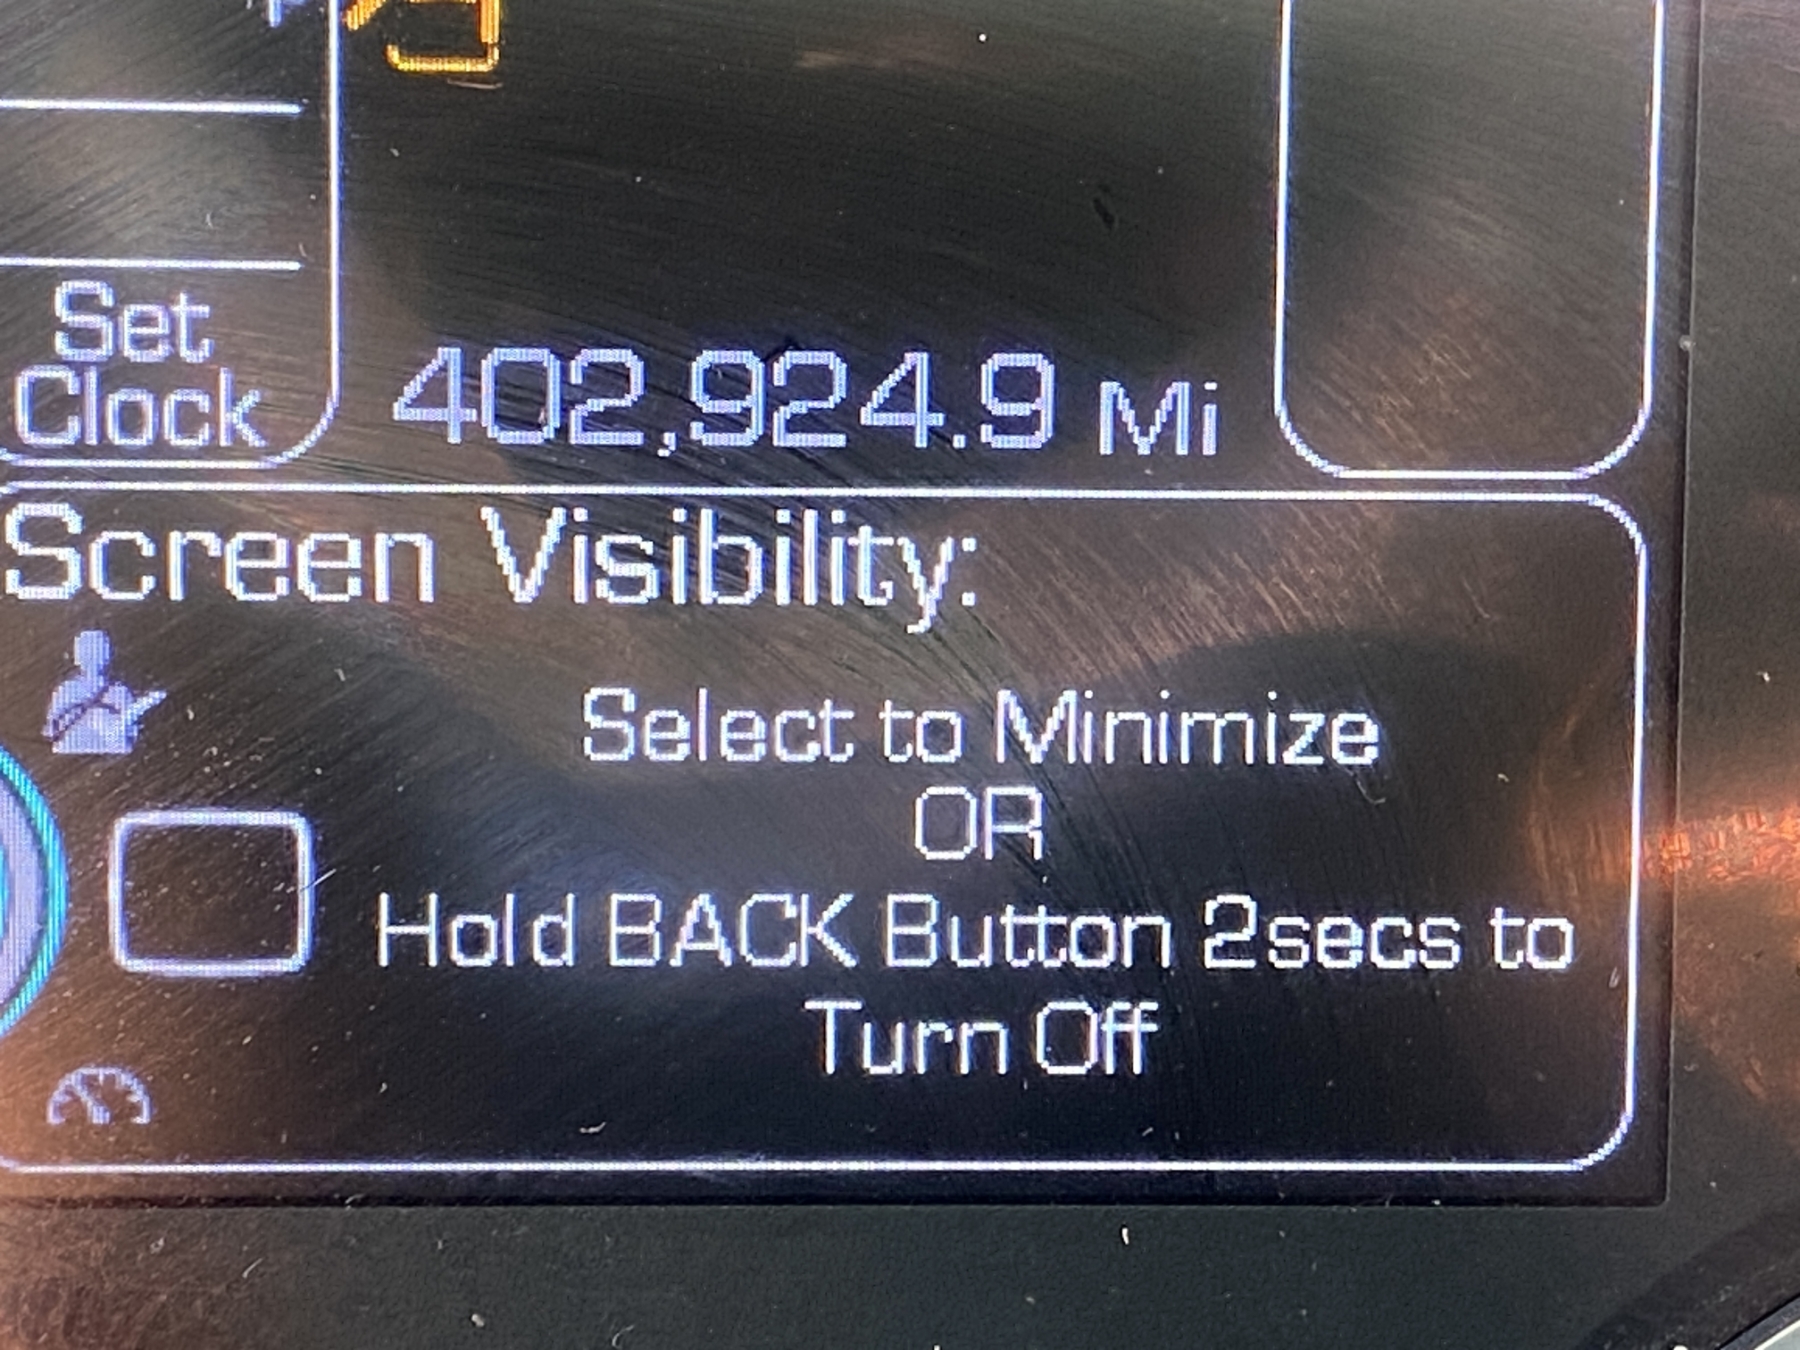 Set
Clock
402,924.9 Mi
Screen Visibility:
Select to Minimize
OR
Hold BACK Button 2secs to
Turn Off